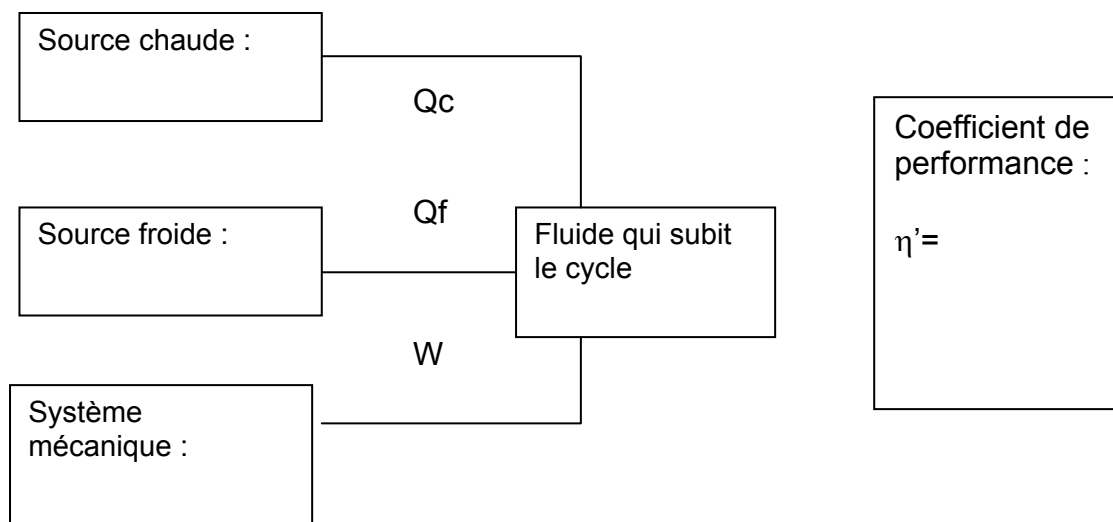 Source chaude :
Qc
Qf
Source froide :
Fluide qui subit
le cycle
W
Système
mécanique :
Coefficient de
performance :
η’=